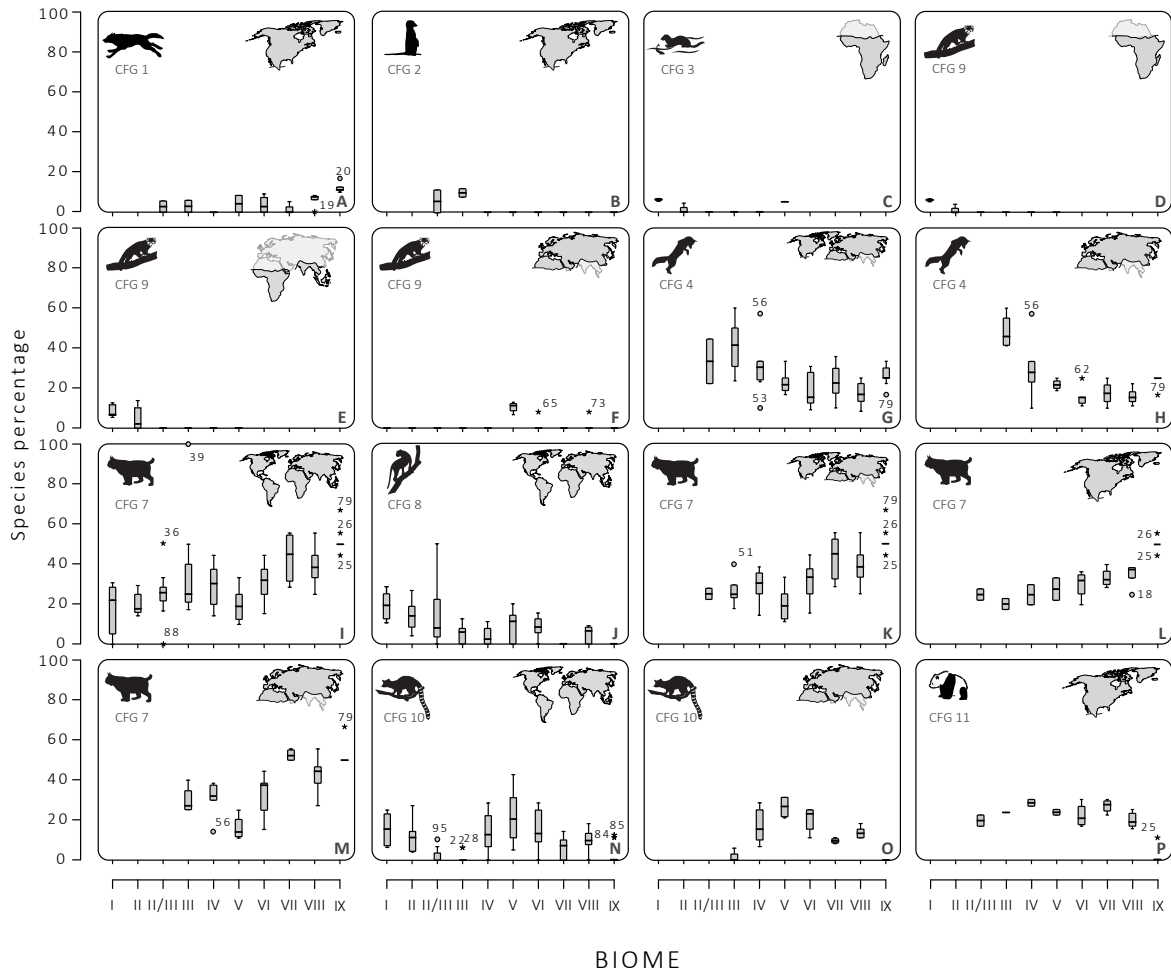 100
80
60
40
20
0
CFG 1
20
19
A
CFG 2
B
CFG 3
C
CFG 9
D
100
80
60
40
20
0
CFG 9
E
CFG 9
65
73
F
CFG 4
56
53
79
G
CFG 4
56
62
79
H
Species percentage
100
80
60
40
20
0
CFG 7
39
36
88
79
26
25
I
CFG 8
J
CFG 7
51
79
26
25
K
CFG 7
26
25
18
L
100
80
60
40
20
0
CFG 7
56
79
M
CFG 10
95
22
28
84
85
N
CFG 10
O
CFG 11
25
P
I II II/III III IV V VI VII VIII IX
I II II/III III IV V VI VII VIII IX
I II II/III III IV V VI VII VIII IX
I II II/III III IV V VI VII VIII IX
BIOME